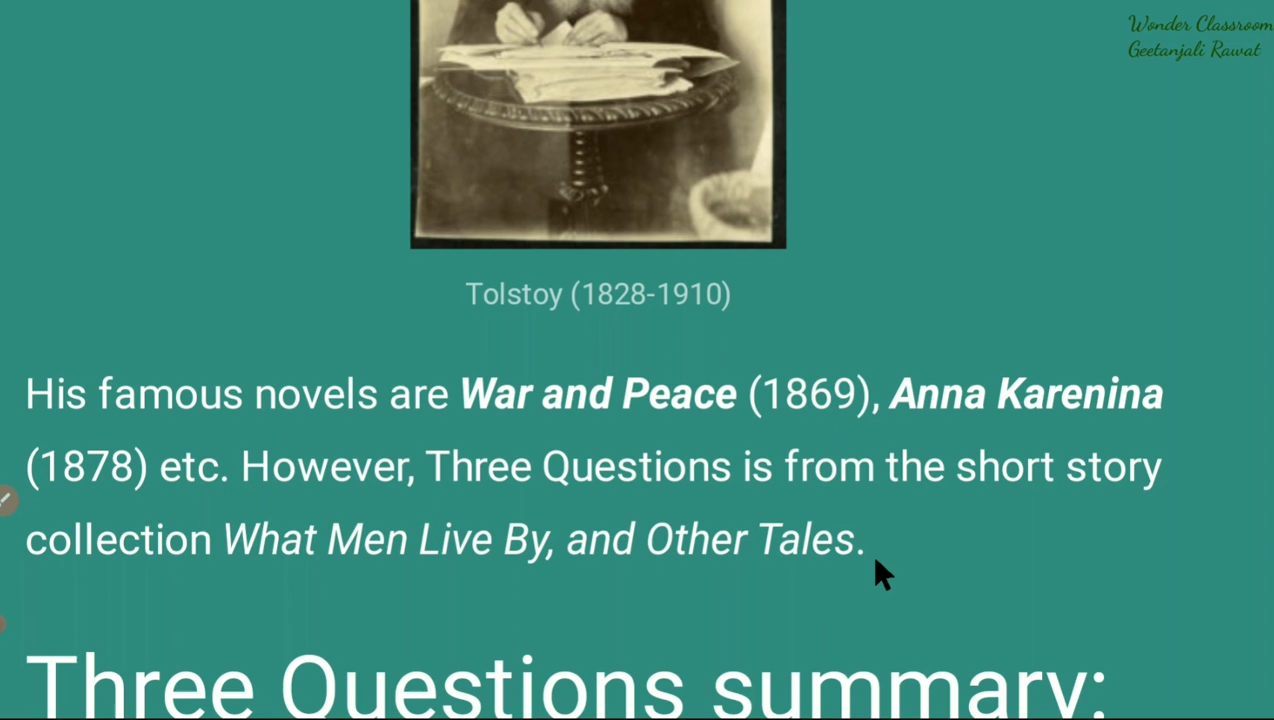 Wonder Classroom
Geetanjali Rawat
Tolstoy (1828-1910)
His famous novels are War and Peace (1869), Anna Karenina
(1878) etc. However, Three Questions is from the short story
collection What Men Live By, and Other Tales.
Three Questions summary: